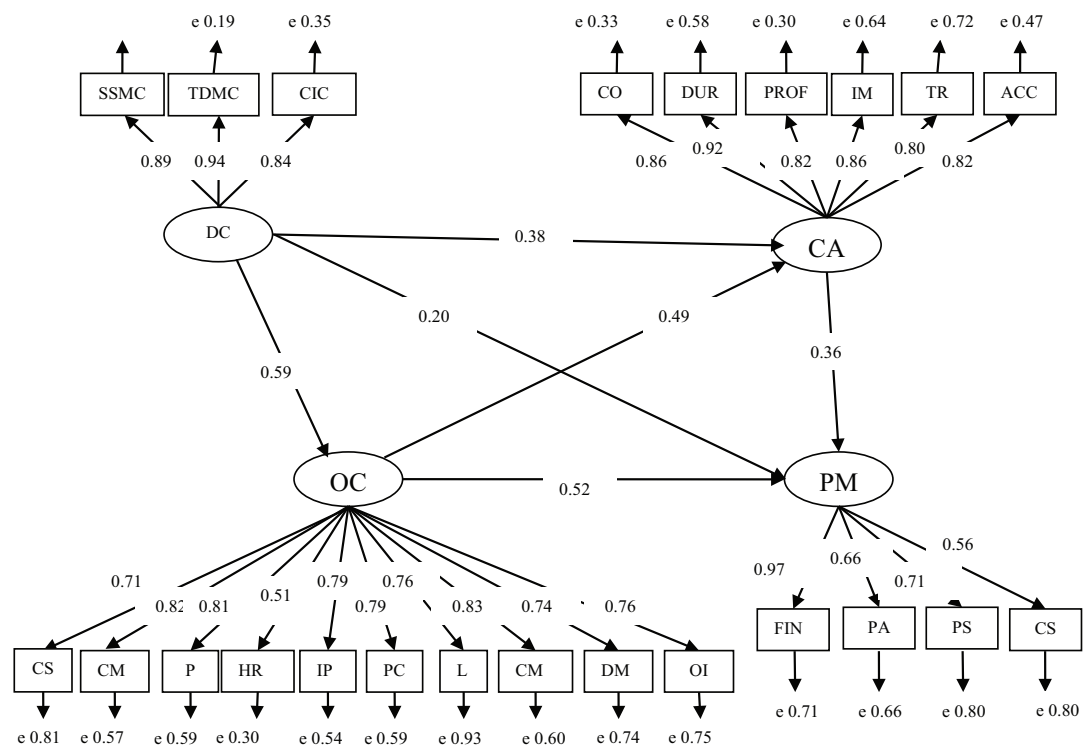 e 0.19 e 0.35 e 0.33 e 0.58 e 0.30 e 0.64 e 0.72 e 0.47
SSMC TDMC CIC CO DUR PROF IM TR ACC
0.89 0.94 0.84 0.86 0.92 0.82 0.86 0.80 0.82
DC 0.38 CA
0.20 0.49
0.59 0.36
OC 0.52 PM
0.71 0.82 0.81 0.51 0.79 0.79 0.76 0.83 0.74 0.76 0.97 0.66 0.71 0.56
FIN PA PS CS
CS CM P HR IP PC L CM DM OI
e 0.71 e 0.66 e 0.80 e 0.80
e 0.81 e 0.57 e 0.59 e 0.30 e 0.54 e 0.59 e 0.93 e 0.60 e 0.74 e 0.75